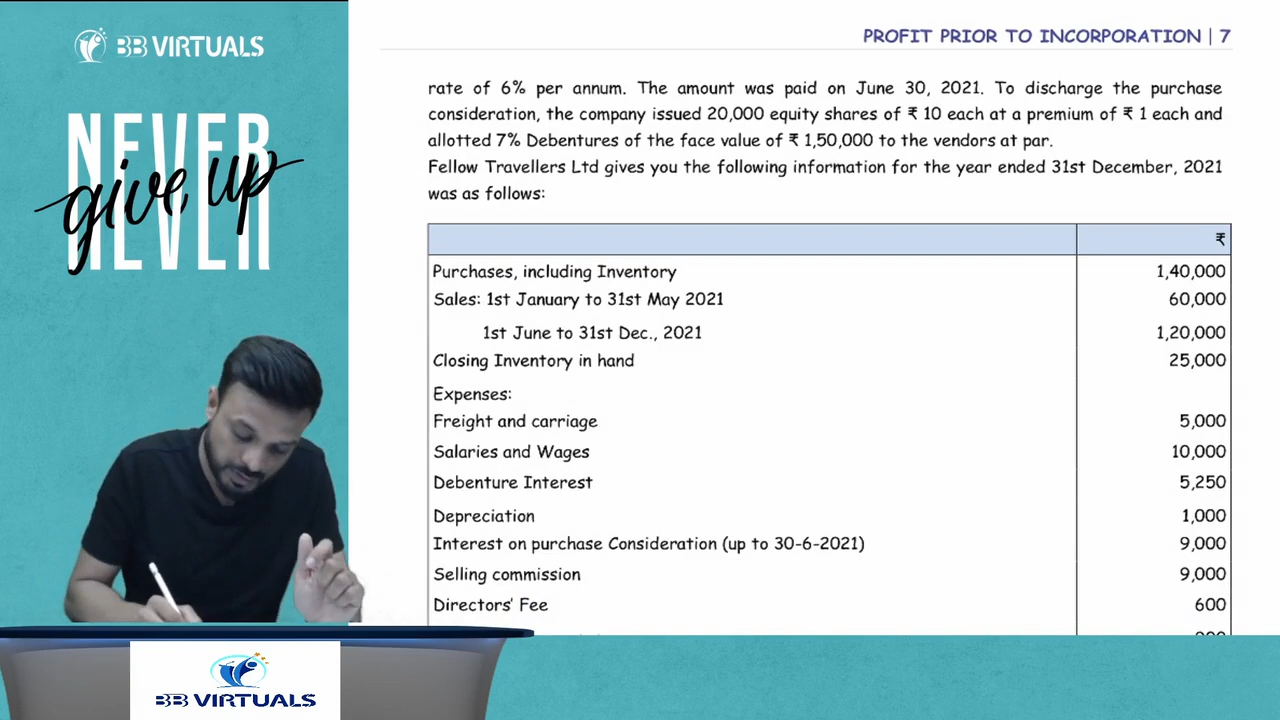 BB VIRTUALS
NEVER
give up
NEVER
PROFIT PRIOR TO INCORPORATION | 7
rate of 6% per annum. The amount was paid on June 30, 2021. To discharge the purchase
consideration, the company issued 20,000 equity shares of ₹ 10 each at a premium of ₹ 1 each and
allotted 7% Debentures of the face value of ₹ 1,50,000 to the vendors at par.
Fellow Travellers Ltd gives you the following information for the year ended 31st December, 2021
was as follows:
₹
Purchases, including Inventory 1,40,000
Sales: 1st January to 31st May 2021 60,000
1st June to 31st Dec., 2021 1,20,000
Closing Inventory in hand 25,000
Expenses:
Freight and carriage 5,000
Salaries and Wages 10,000
Debenture Interest 5,250
Depreciation 1,000
Interest on purchase Consideration (up to 30-6-2021) 9,000
Selling commission 9,000
Directors' Fee 600
BB VIRTUALS